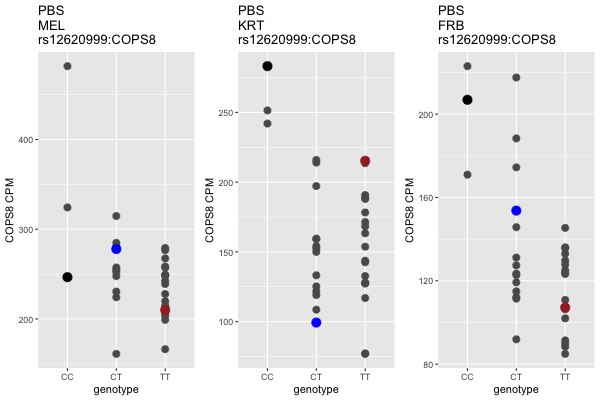 PBS
MEL
rs12620999:COPS8
COPS8 CPM
400
300
200
CC CT TT
genotype
PBS
KRT
rs12620999:COPS8
COPS8 CPM
250
200
150
100
CC CT TT
genotype
PBS
FRB
rs12620999:COPS8
COPS8 CPM
200
160
120
80
CC CT TT
genotype